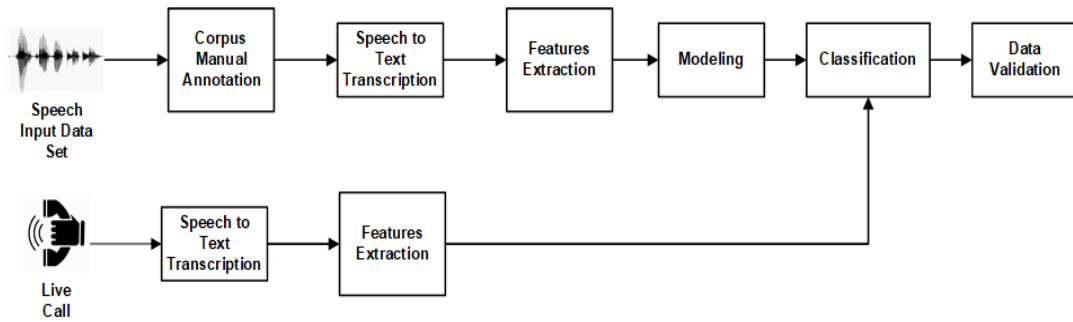 Speech
Input Data
Set
Corpus
Manual
Annotation
Speech to
Text
Transcription
Features
Extraction
Modeling
Classification
Data
Validation
Live
Call
Speech to
Text
Transcription
Features
Extraction